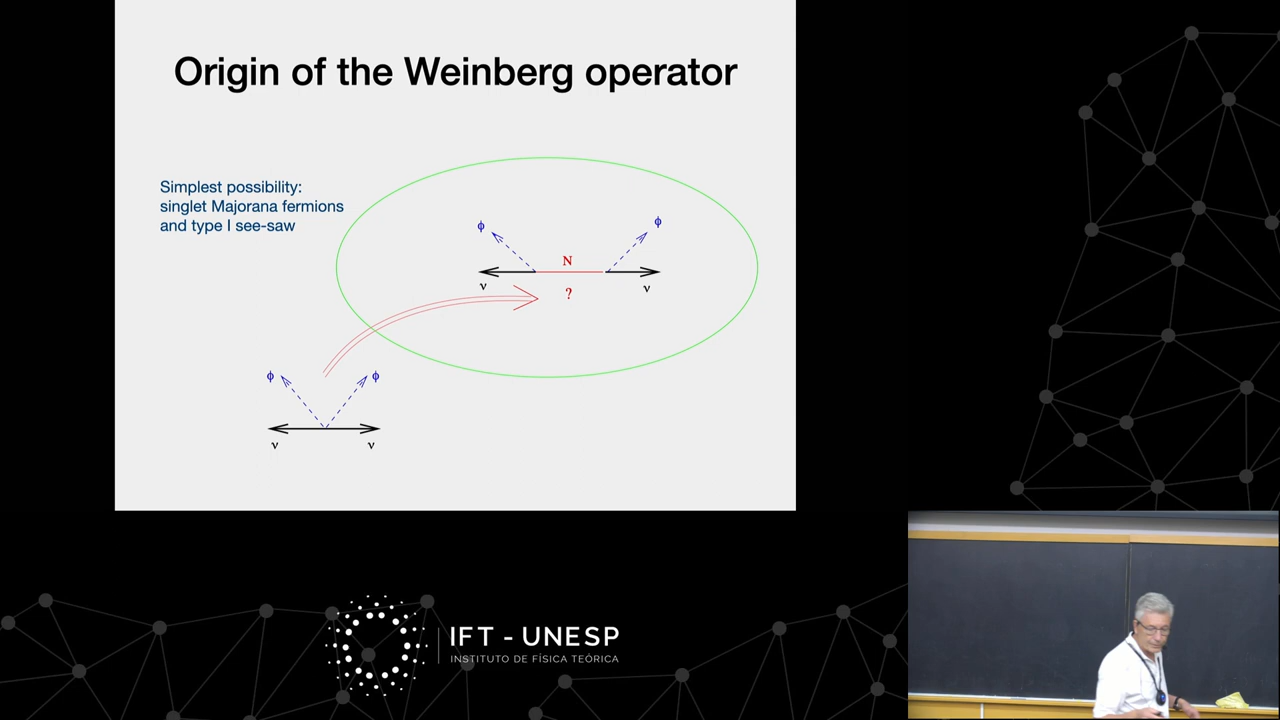 Origin of the Weinberg operator
Simplest possibility:
singlet Majorana fermions
and type I see-saw
ϕ ϕ
N
ν ν
?
ϕ ϕ
ν ν
IFT - UNESP
INSTITUTO DE FÍSICA TEÓRICA